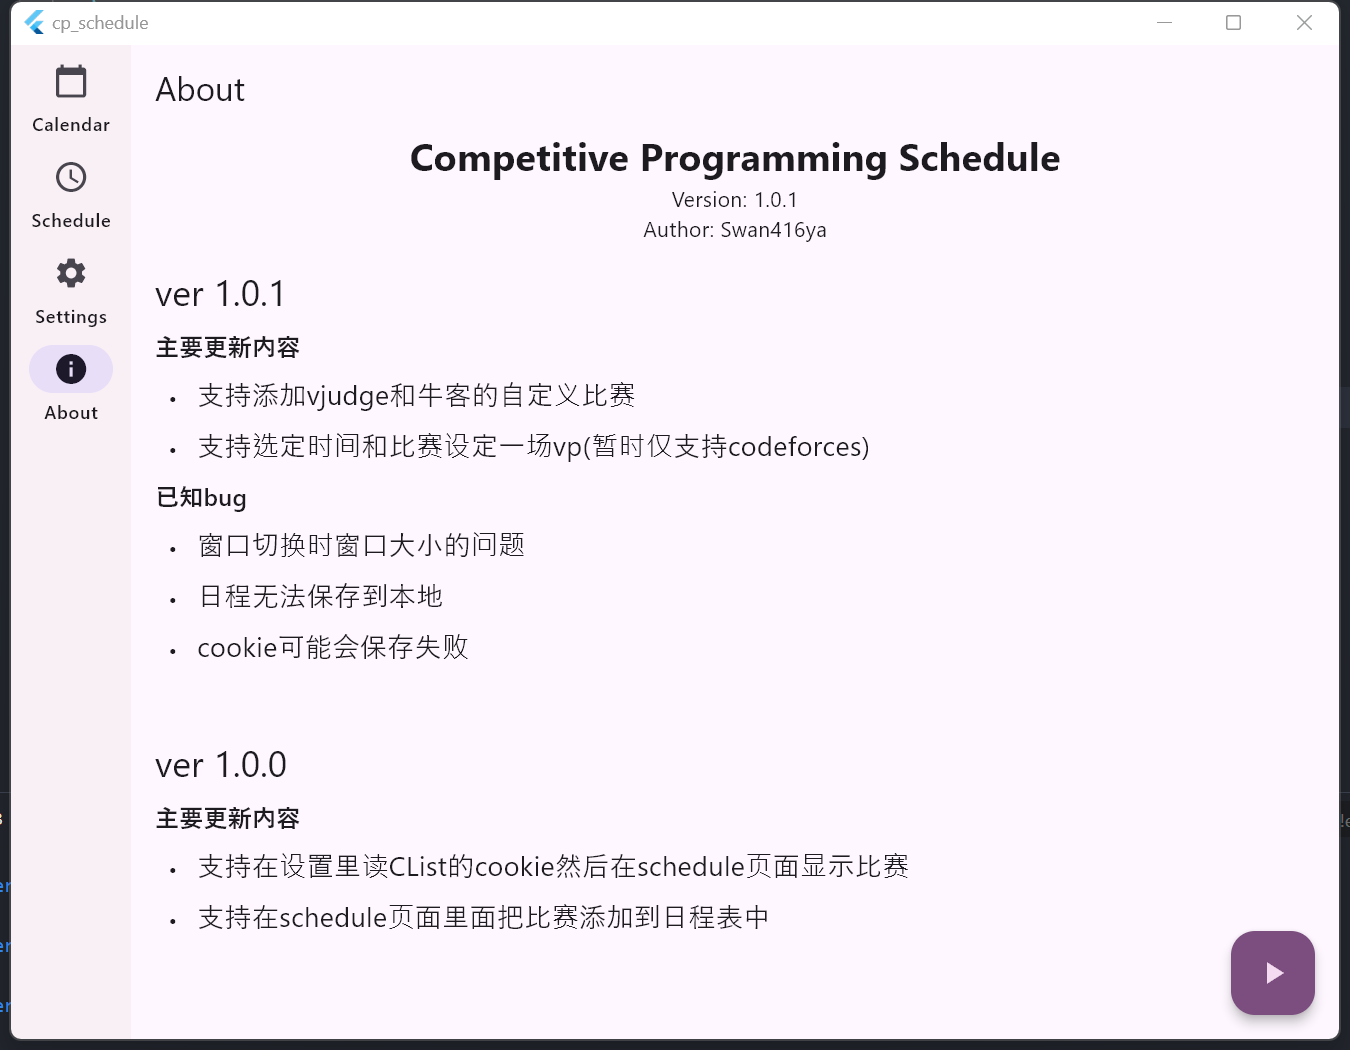 cp_schedule
Calendar
Schedule
Settings
About
About
Competitive Programming Schedule
Version: 1.0.1
Author: Swan416ya
ver 1.0.1
主要更新内容
• 支持添加vjudge和牛客的自定义比赛
• 支持选定时间和比赛设定一场vp(暂时仅支持codeforces)
已知bug
• 窗口切换时窗口大小的问题
• 日程无法保存到本地
• cookie可能会保存失败
ver 1.0.0
主要更新内容
• 支持在设置里读CList的cookie然后在schedule页面显示比赛
• 支持在schedule页面里面把比赛添加到日程表中